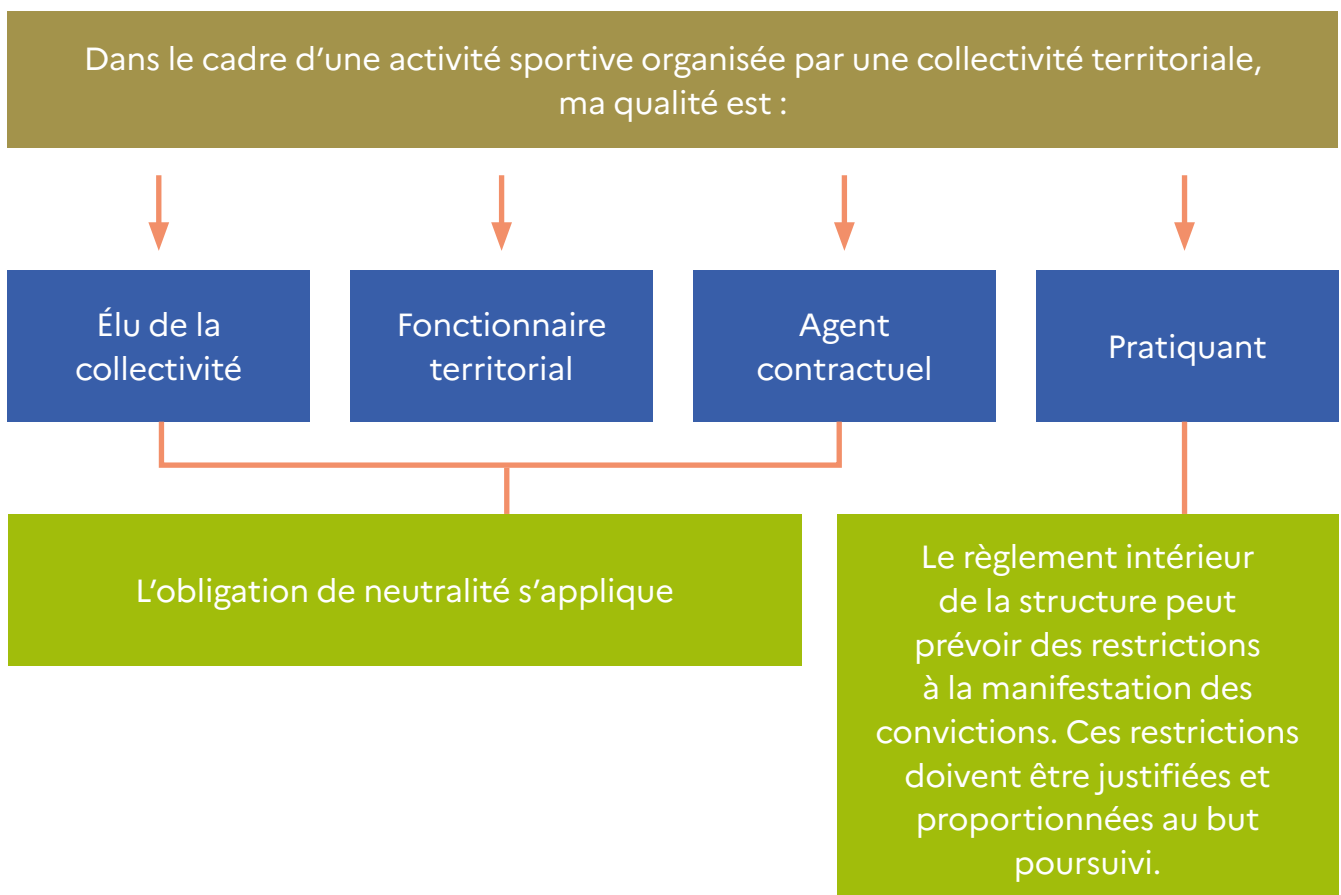 Dans le cadre d’une activité sportive organisée par une collectivité territoriale,
ma qualité est :
Élu de la
collectivité
Fonctionnaire
territorial
Agent
contractuel
Pratiquant
L’obligation de neutralité s’applique
Le règlement intérieur
de la structure peut
prévoir des restrictions
à la manifestation des
convictions. Ces restrictions
doivent être justifiées et
proportionnées au but
poursuivi.